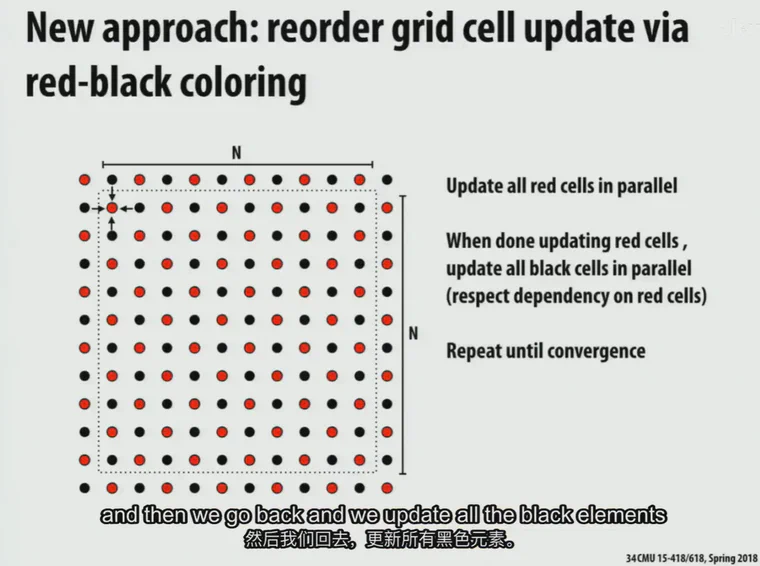 New approach: reorder grid cell update via
red-black coloring
N
Update all red cells in parallel
When done updating red cells ,
update all black cells in parallel
(respect dependency on red cells)
N
Repeat until convergence
and then we go back and we update all the black elements
然后我们回去，更新所有黑色元素。
34 CMU 15-418/618, Spring 2018